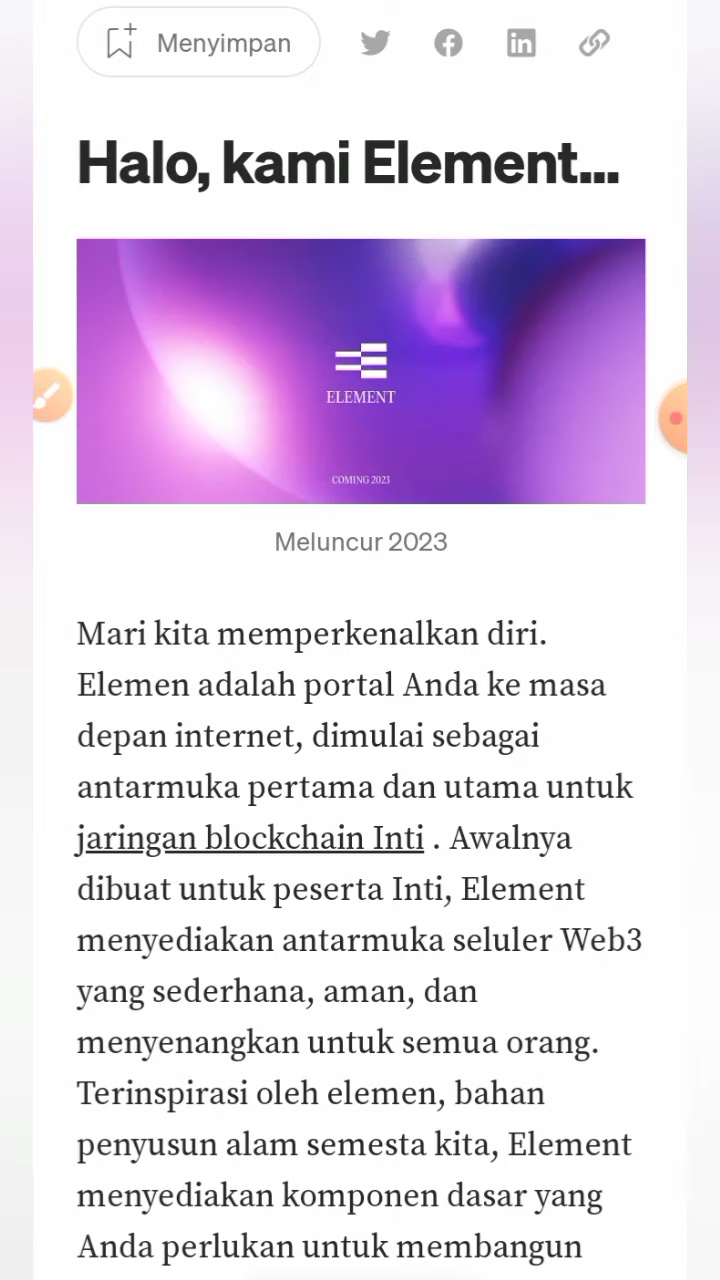 Menyimpan
Halo, kami Element...
ELEMENT
COMING 2023
Meluncur 2023
Mari kita memperkenalkan diri.
Elemen adalah portal Anda ke masa
depan internet, dimulai sebagai
antarmuka pertama dan utama untuk
jaringan blockchain Inti . Awalnya
dibuat untuk peserta Inti, Element
menyediakan antarmuka seluler Web3
yang sederhana, aman, dan
menyenangkan untuk semua orang.
Terinspirasi oleh elemen, bahan
penyusun alam semesta kita, Element
menyediakan komponen dasar yang
Anda perlukan untuk membangun